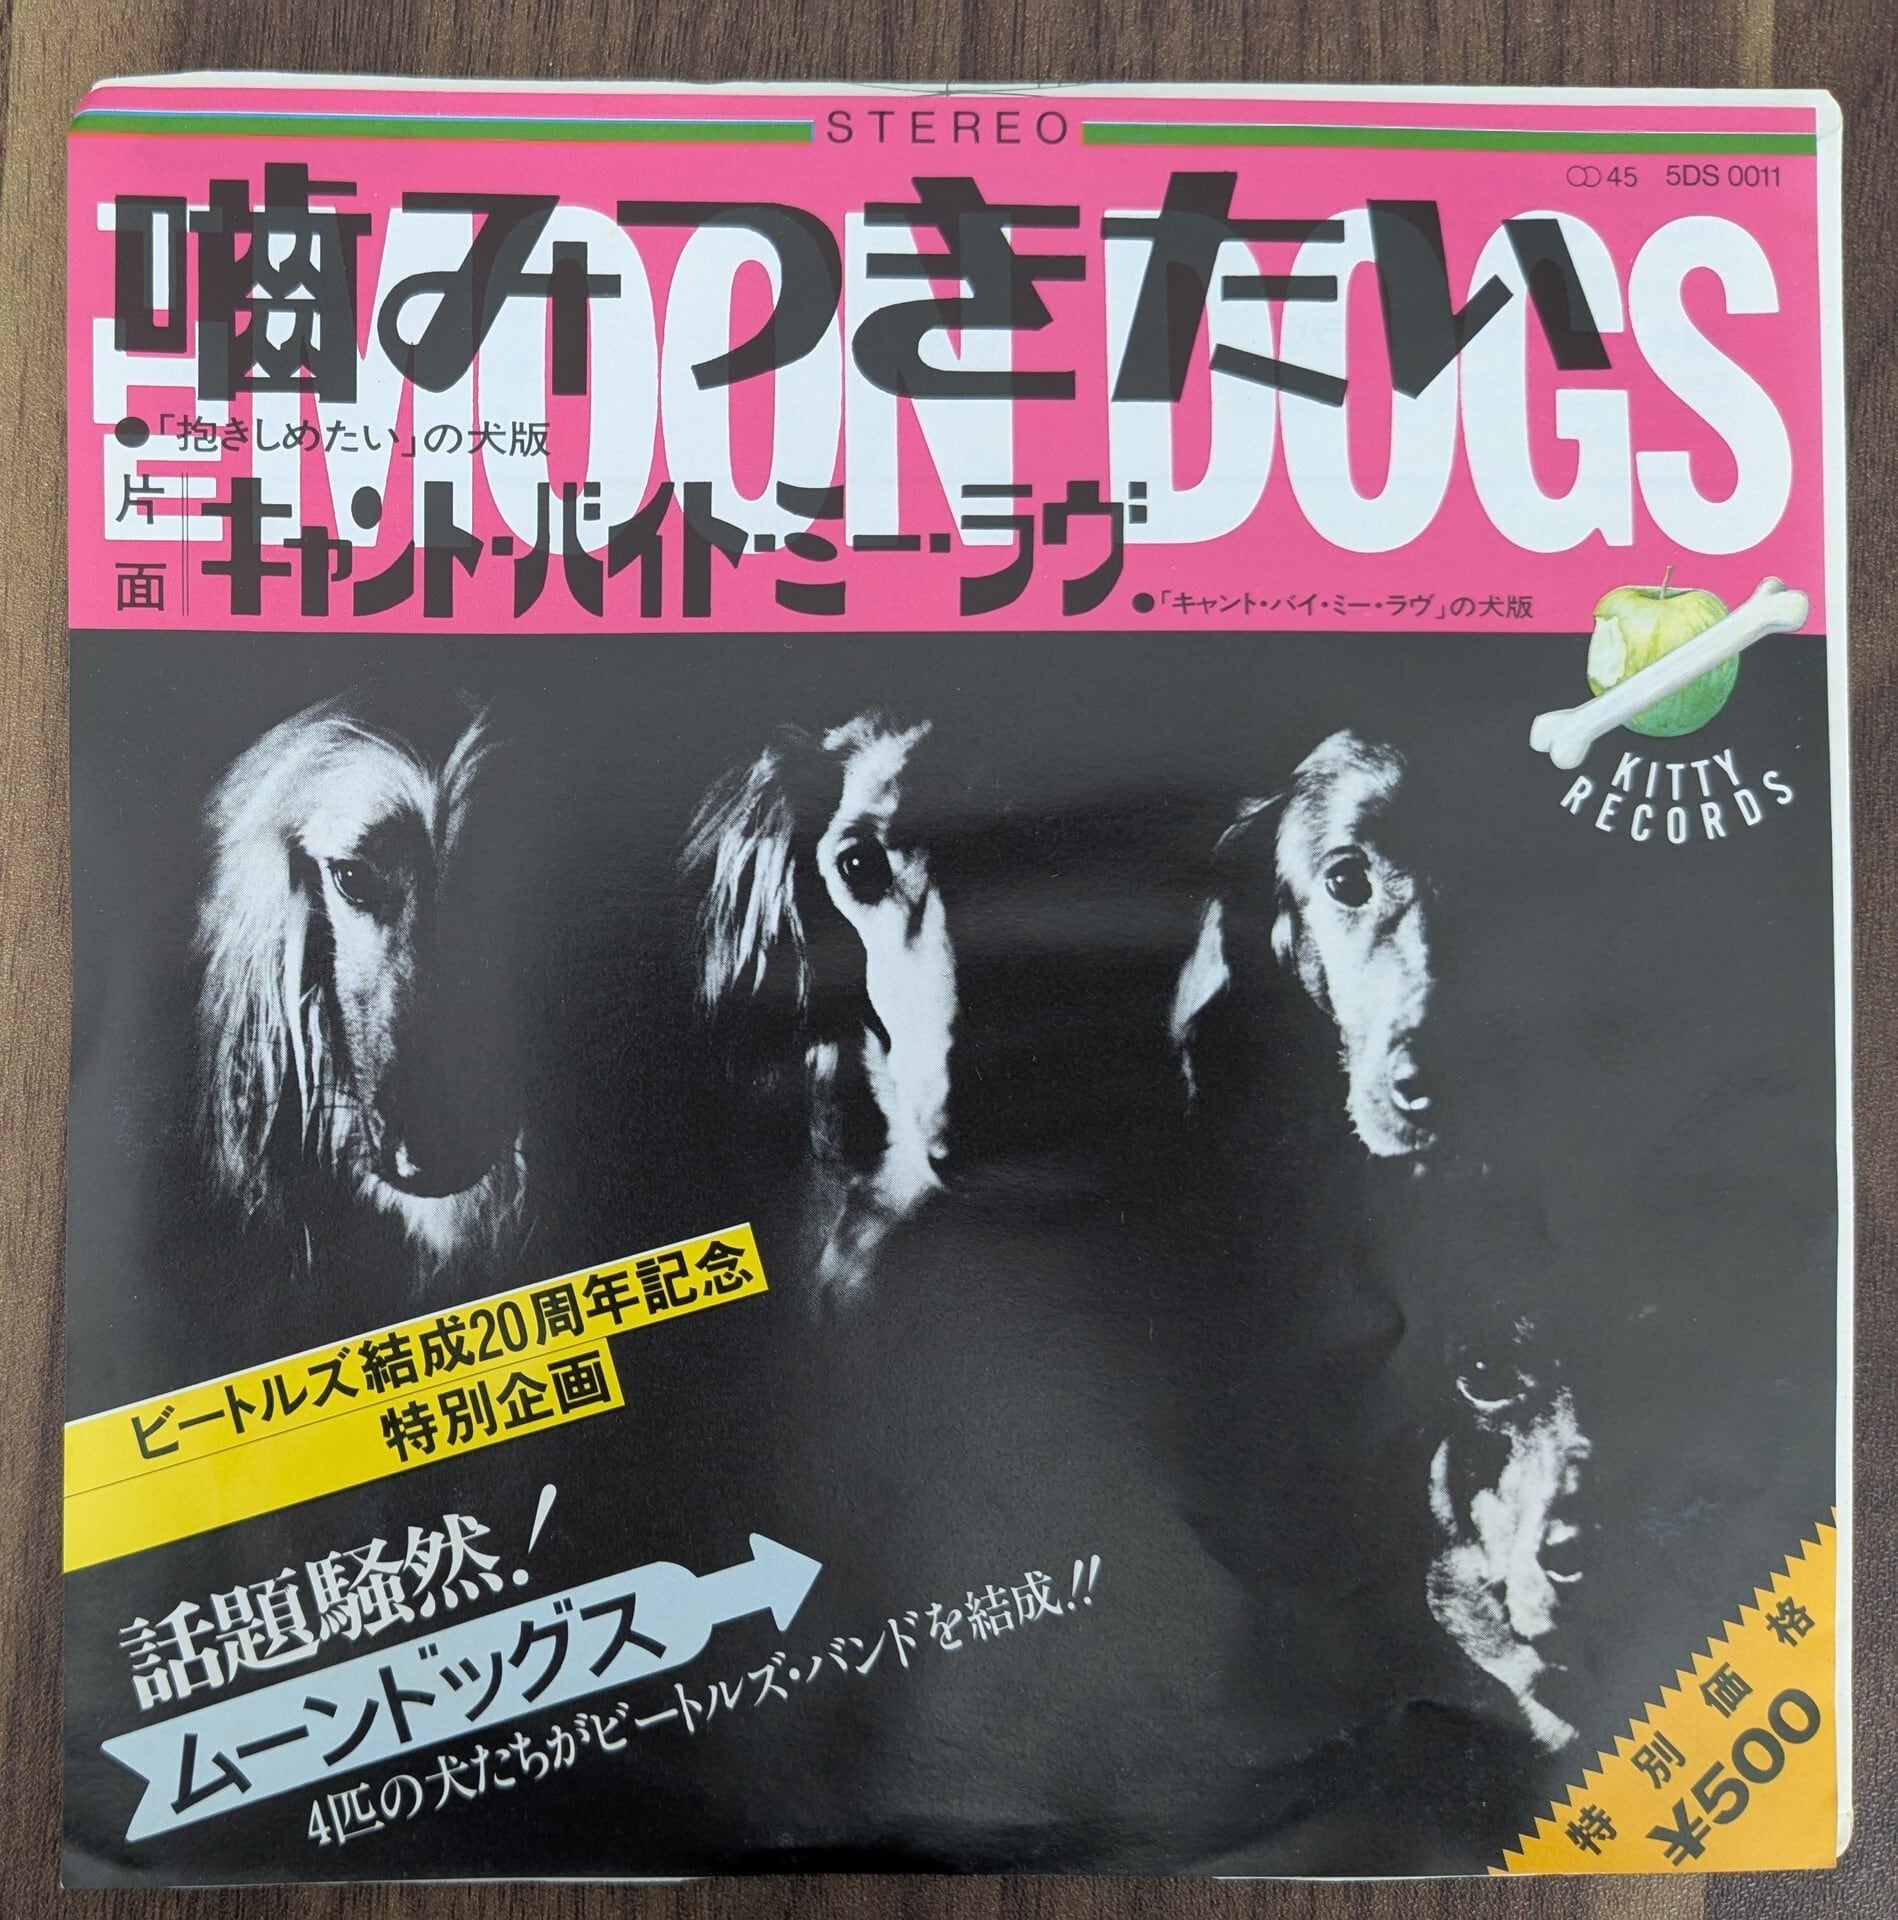 STEREO
45 5DS 0011
噛みつきたい
THE MOON DOGS
●「抱きしめたい」の犬版
片面 キャント・バイト・ミー・ラヴ
●「キャント・バイ・ミー・ラヴ」の犬版
KITTY
RECORDS
ビートルズ結成20周年記念
特別企画
話題騒然!
ムーンドッグス
4匹の犬たちがビートルズ・バンドを結成!!
特別価格
¥500